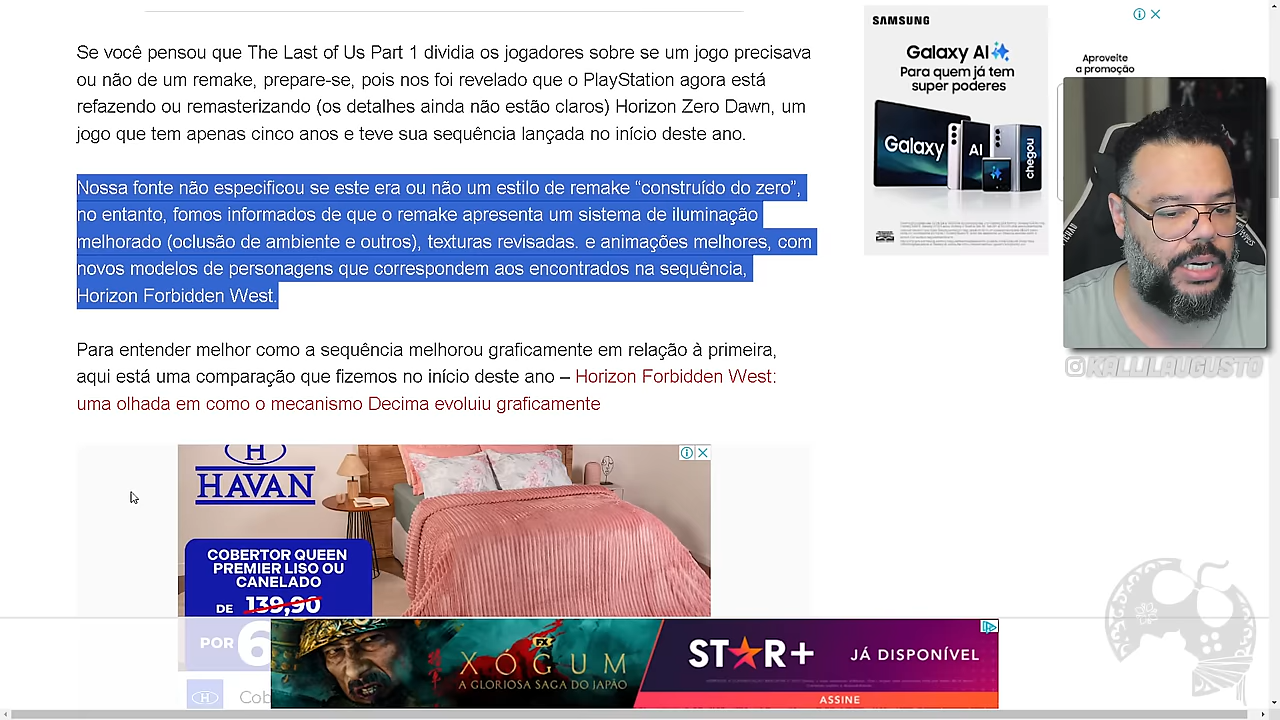 Se você pensou que The Last of Us Part 1 dividia os jogadores sobre se um jogo precisava
ou não de um remake, prepare-se, pois nos foi revelado que o PlayStation agora está
refazendo ou remasterizando (os detalhes ainda não estão claros) Horizon Zero Dawn, um
jogo que tem apenas cinco anos e teve sua sequência lançada no início deste ano.
Nossa fonte não especificou se este era ou não um estilo de remake “construído do zero”,
no entanto, fomos informados de que o remake apresenta um sistema de iluminação
melhorado (oclusões ambiente e outros), texturas revisadas. e animações melhores, com
novos modelos de personagens que correspondem aos encontrados na sequência,
Horizon Forbidden West.
Para entender melhor como a sequência melhorou graficamente em relação à primeira,
aqui está uma comparação que fizemos no início deste ano – Horizon Forbidden West:
uma olhada em como o mecanismo Decima evoluiu graficamente
SAMSUNG
Galaxy AI
Para quem já tem
super poderes
Galaxy
AI
chegou
Aproveite
a promoção
KALLILAUGUSTO
H
HAVAN
COBERTOR QUEEN
PREMIER LISO OU
CANELADO
DE 139,90
POR 6
Cob
XÓGUM
A GLORIOSA SAGA DO JAPÃO
STAR+
JÁ DISPONÍVEL
ASSINE